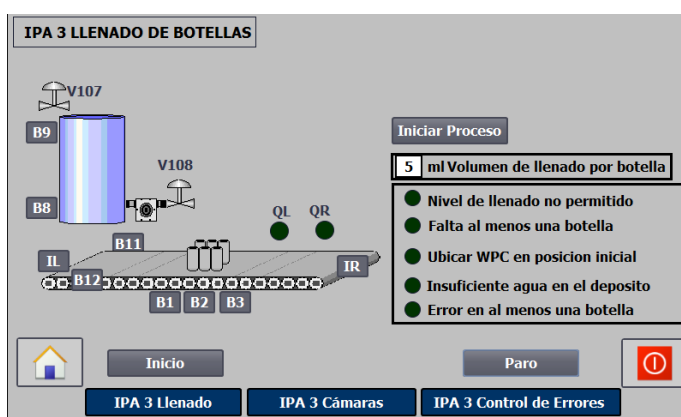 IPA 3 LLENADO DE BOTELLAS
V107
B9
Iniciar Proceso
5 ml Volumen de llenado por botella
V108
B8
Nivel de llenado no permitido
QL QR
Falta al menos una botella
B11
IL
IR
Ubicar WPC en posicion inicial
B12
Insuficiente agua en el deposito
B1 B2 B3
Error en al menos una botella
Inicio
Paro
IPA 3 Llenado
IPA 3 Cámaras
IPA 3 Control de Errores